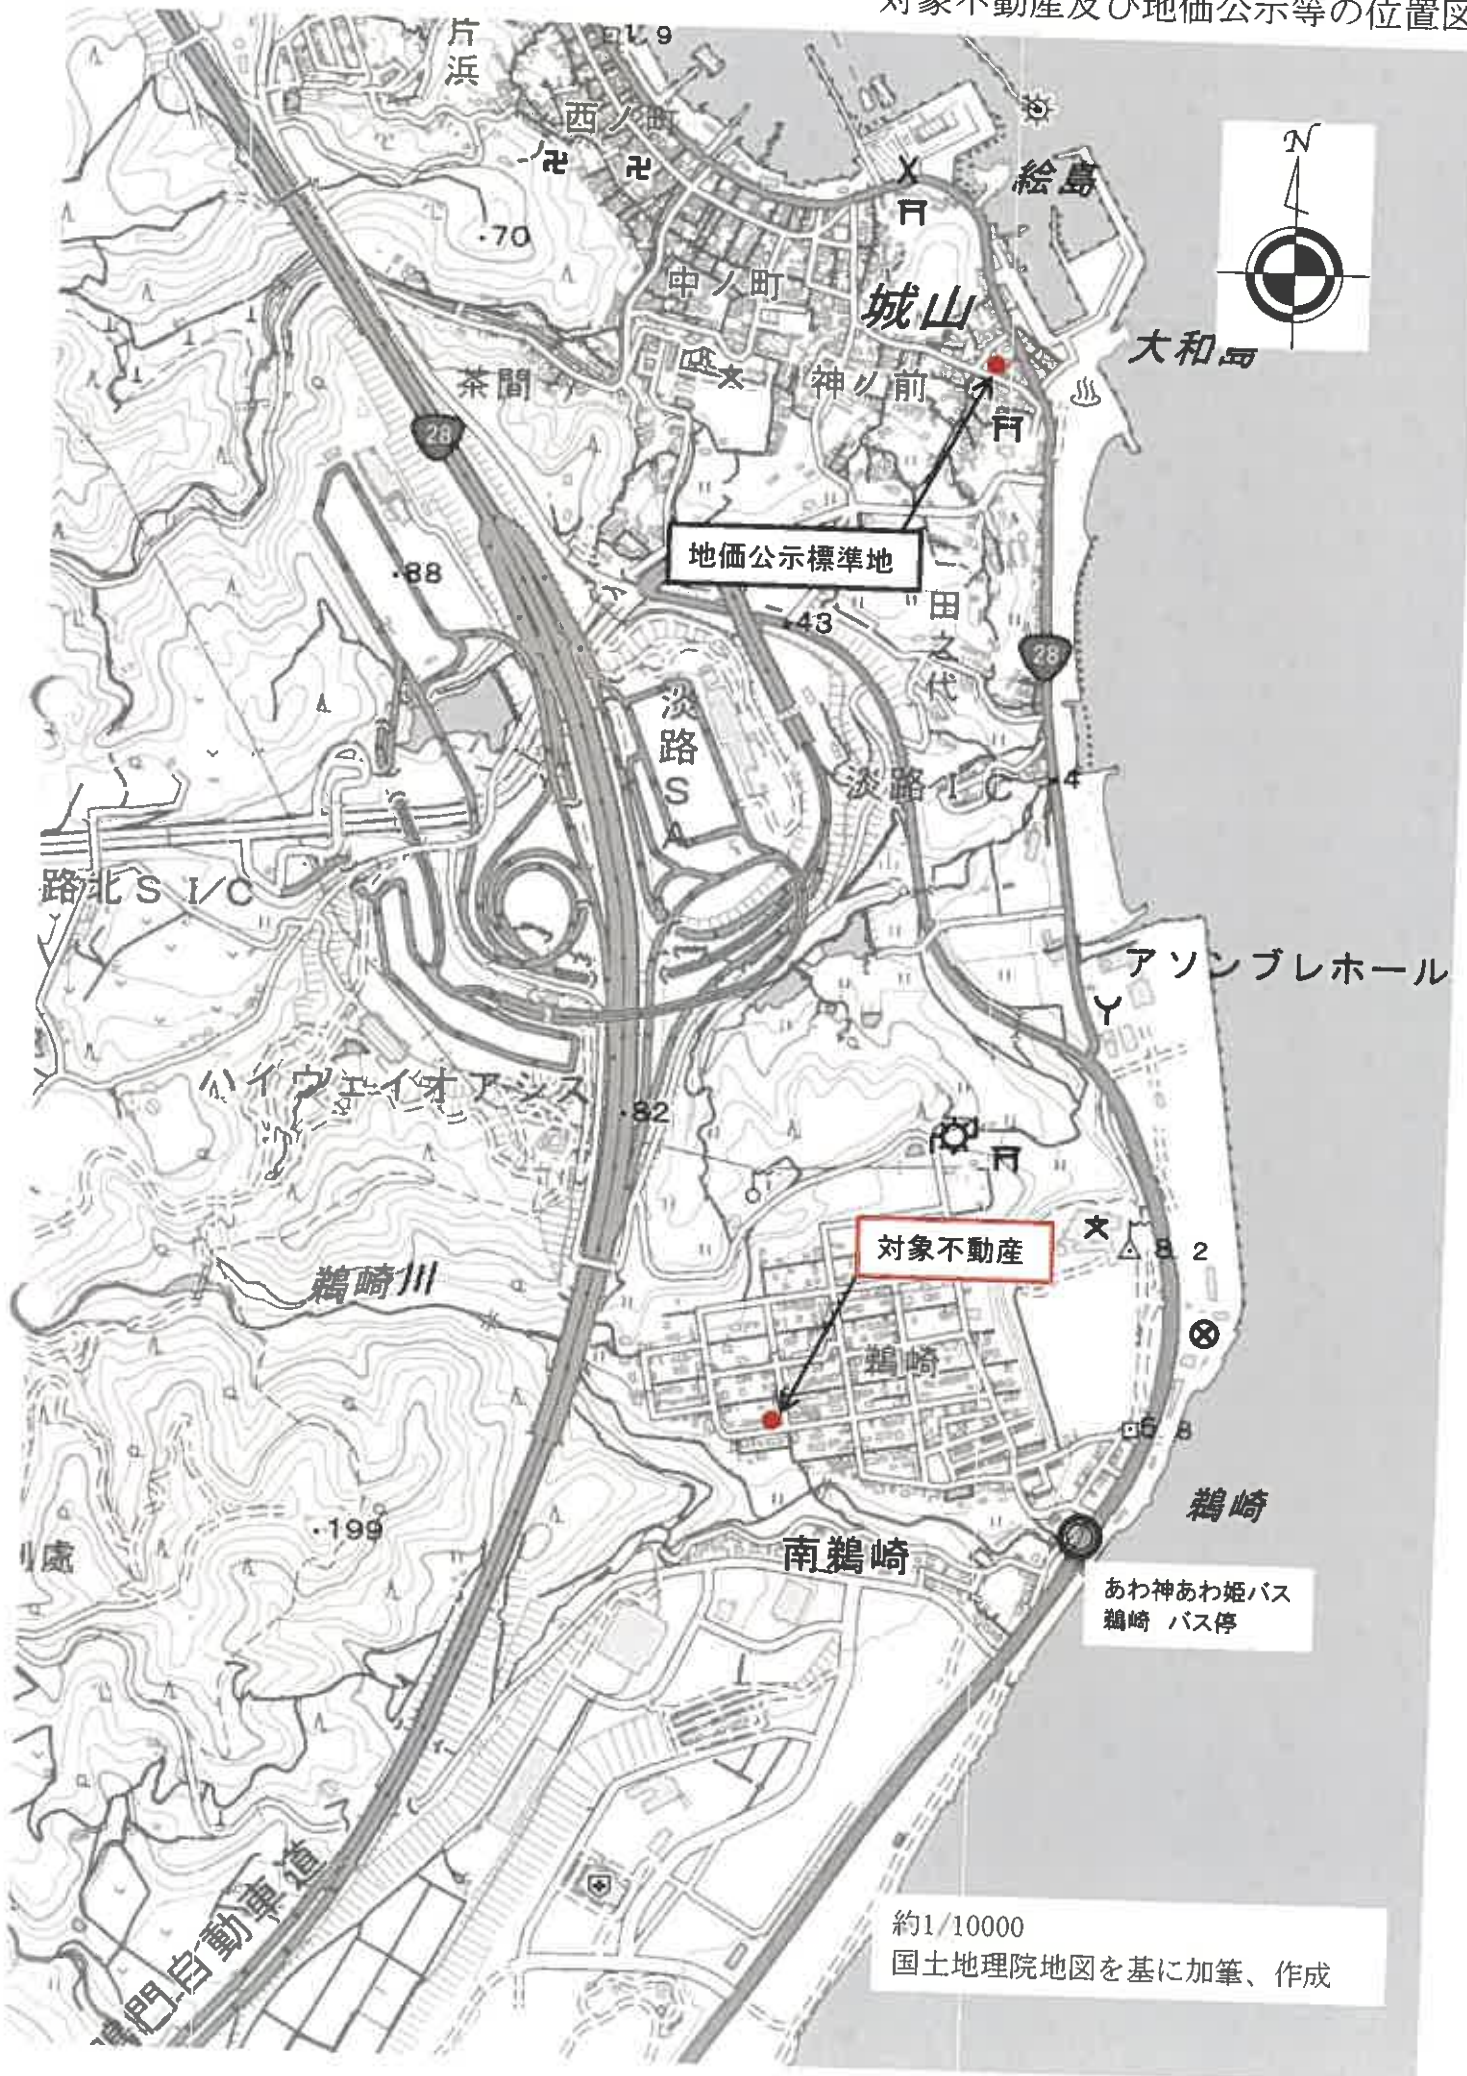 対象不動産及び地価公示等の位置図
片浜
9
西ノ町
絵島
N
・70
中ノ町
城山
大和島
茶間
神ノ前
28
地価公示標準地
・88
田之代
43
28
淡路SA
淡路IC
4
路北S I/C
アソンブレホール
ハイウェイオアシス
・82
対象不動産
8 2
鵜崎川
鵜崎
5 8
鵜崎
・199
南鵜崎
あわ神あわ姫バス
鵜崎 バス停
鳴門自動車道
約1/10000
国土地理院地図を基に加筆、作成